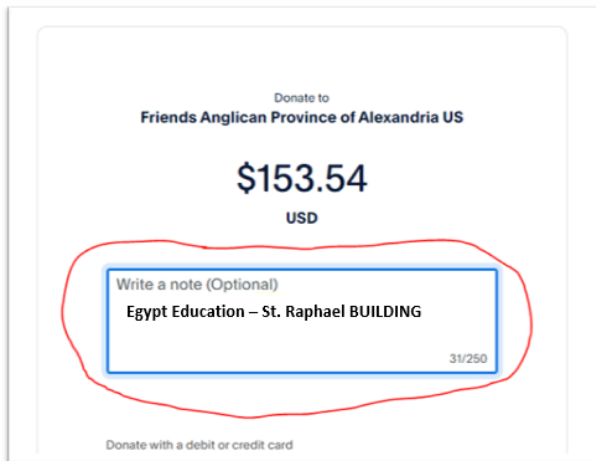 Donate to
Friends Anglican Province of Alexandria US
$153.54
USD
Write a note (Optional)
Egypt Education – St. Raphael BUILDING
31/250
Donate with a debit or credit card